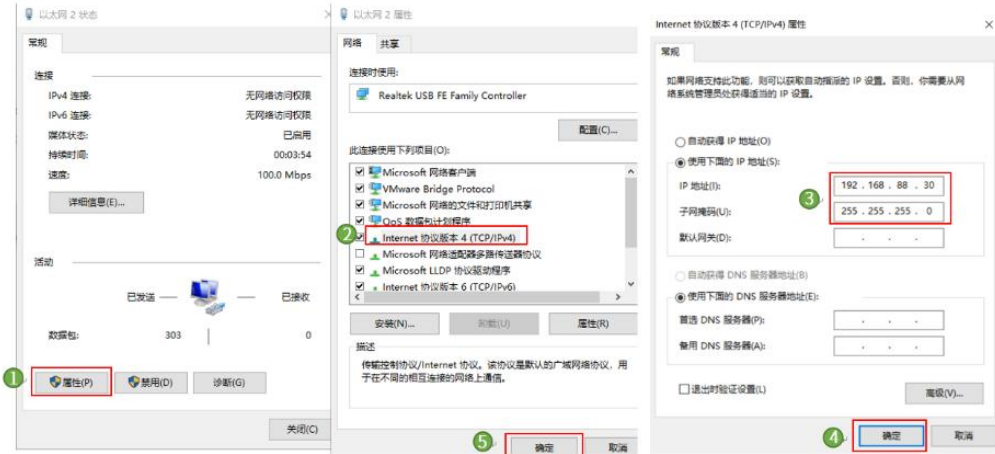 以太网 2 状态
常规
连接
IPv4 连接: 无网络访问权限
IPv6 连接: 无网络访问权限
媒体状态: 已启用
持续时间: 00:03:54
速度: 100.0 Mbps
详细信息(E)...
活动
已发送 — — 已接收
数据包: 303 0
1 属性(P) 禁用(D) 诊断(G)
关闭(C)
以太网 2 属性
网络 共享
连接时使用:
Realtek USB FE Family Controller
配置(C)...
此连接使用下列项目(O):
Microsoft 网络客户端
VMware Bridge Protocol
Microsoft 网络的文件和打印机共享
QoS 数据包计划程序
2 Internet 协议版本 4 (TCP/IPv4)
Microsoft 网络适配器多路传送器协议
Microsoft LLDP 协议驱动程序
Internet 协议版本 6 (TCP/IPv6)
安装(N)... 卸载(U) 属性(R)
描述
传输控制协议/Internet 协议。该协议是默认的广域网络协议，用
于在不同的相互连接的网络上通信。
5 确定 取消
Internet 协议版本 4 (TCP/IPv4) 属性
常规
如果网络支持此功能，则可以获取自动指派的 IP 设置。否则，你需要从网
络系统管理员处获得适当的 IP 设置。
自动获得 IP 地址(O)
使用下面的 IP 地址(S):
IP 地址(I): 192 . 168 . 88 . 30
3
子网掩码(U): 255 . 255 . 255 . 0
默认网关(D): . . .
自动获得 DNS 服务器地址(B)
使用下面的 DNS 服务器地址(E):
首选 DNS 服务器(P): . . .
备用 DNS 服务器(A): . . .
退出时验证设置(L) 高级(V)...
4 确定 取消